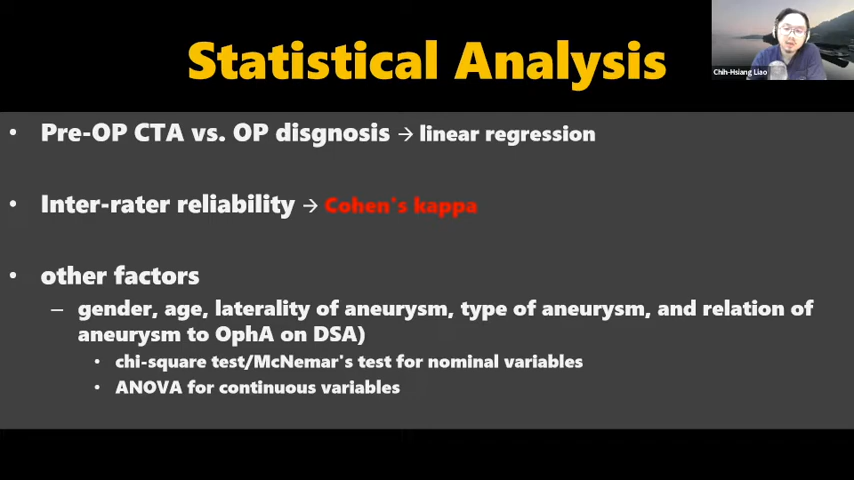 Statistical Analysis
Chih-Hsiang Liao
• Pre-OP CTA vs. OP disgnosis → linear regression
• Inter-rater reliability → Cohen's kappa
• other factors
– gender, age, laterality of aneurysm, type of aneurysm, and relation of
aneurysm to OphA on DSA)
• chi-square test/McNemar's test for nominal variables
• ANOVA for continuous variables